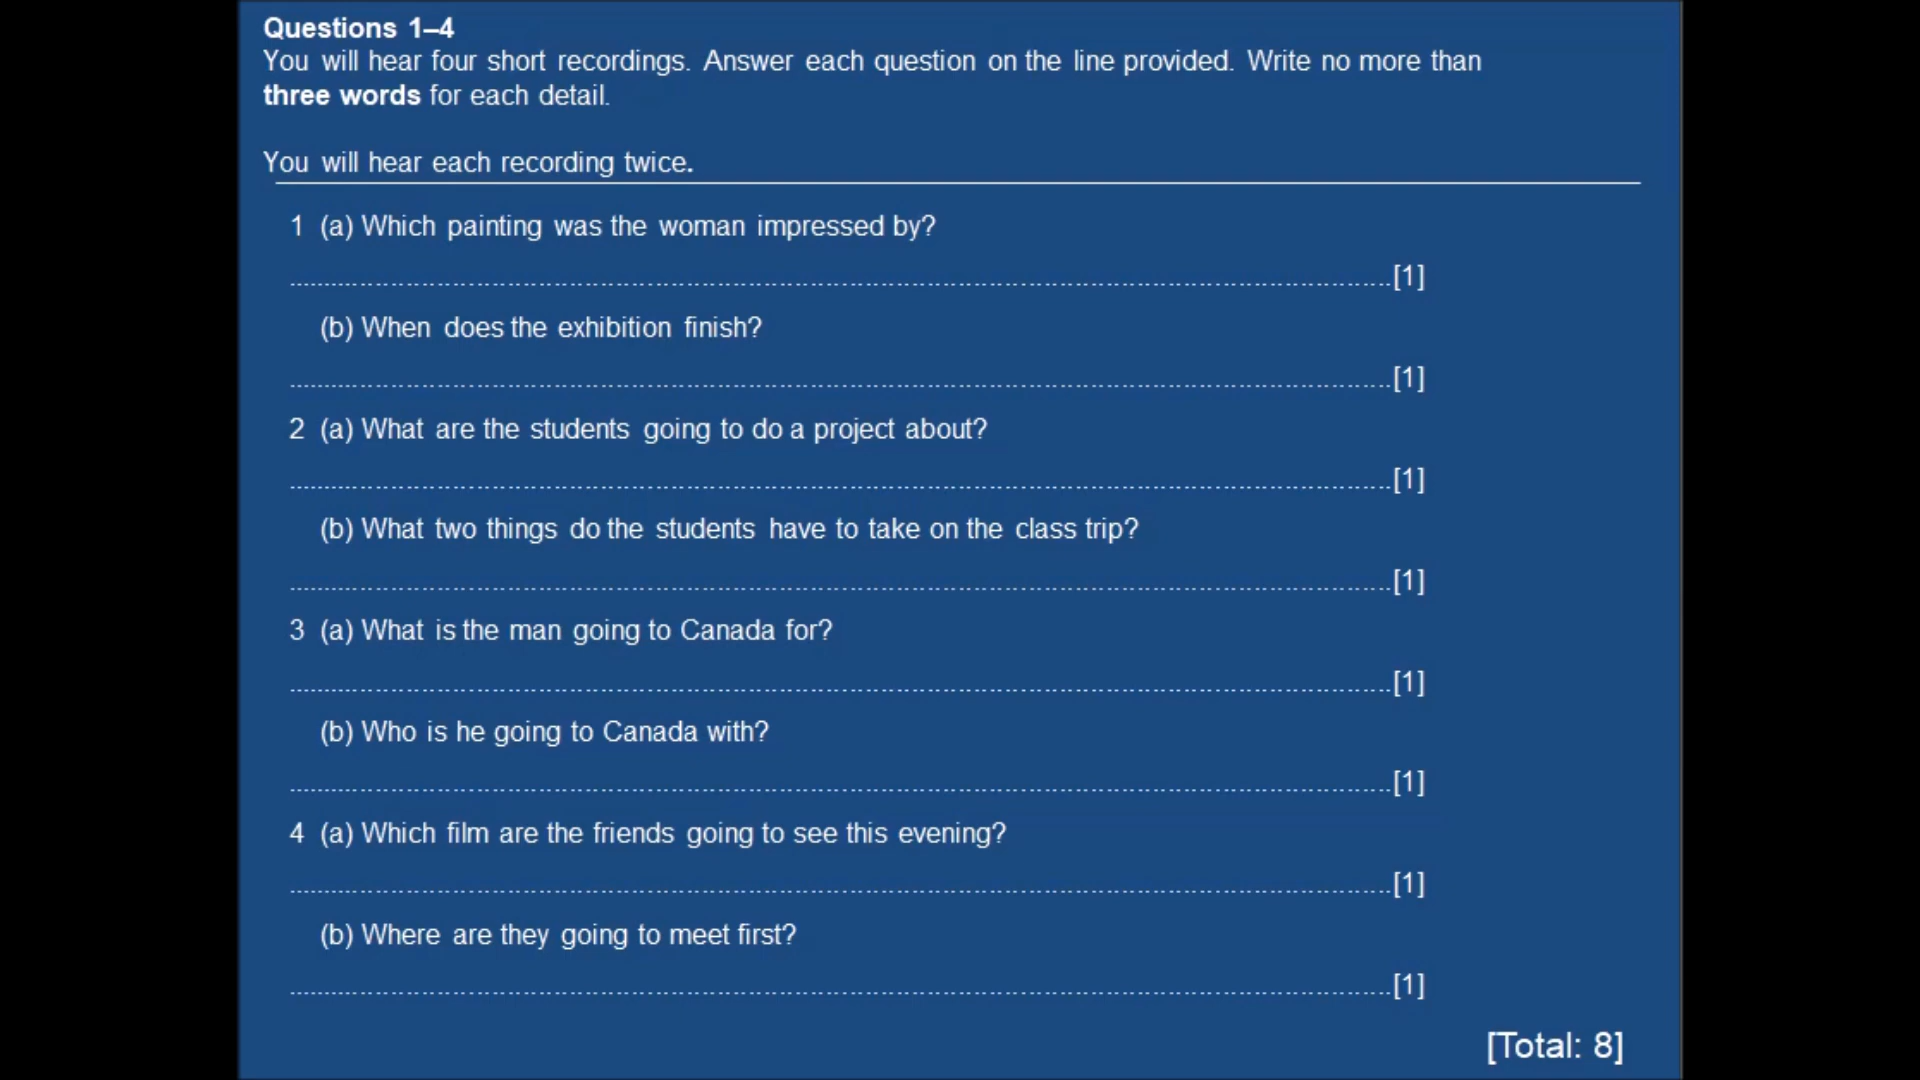 Questions 1–4
You will hear four short recordings. Answer each question on the line provided. Write no more than
three words for each detail.
You will hear each recording twice.
1 (a) Which painting was the woman impressed by?
[1]
(b) When does the exhibition finish?
[1]
2 (a) What are the students going to do a project about?
[1]
(b) What two things do the students have to take on the class trip?
[1]
3 (a) What is the man going to Canada for?
[1]
(b) Who is he going to Canada with?
[1]
4 (a) Which film are the friends going to see this evening?
[1]
(b) Where are they going to meet first?
[1]
[Total: 8]